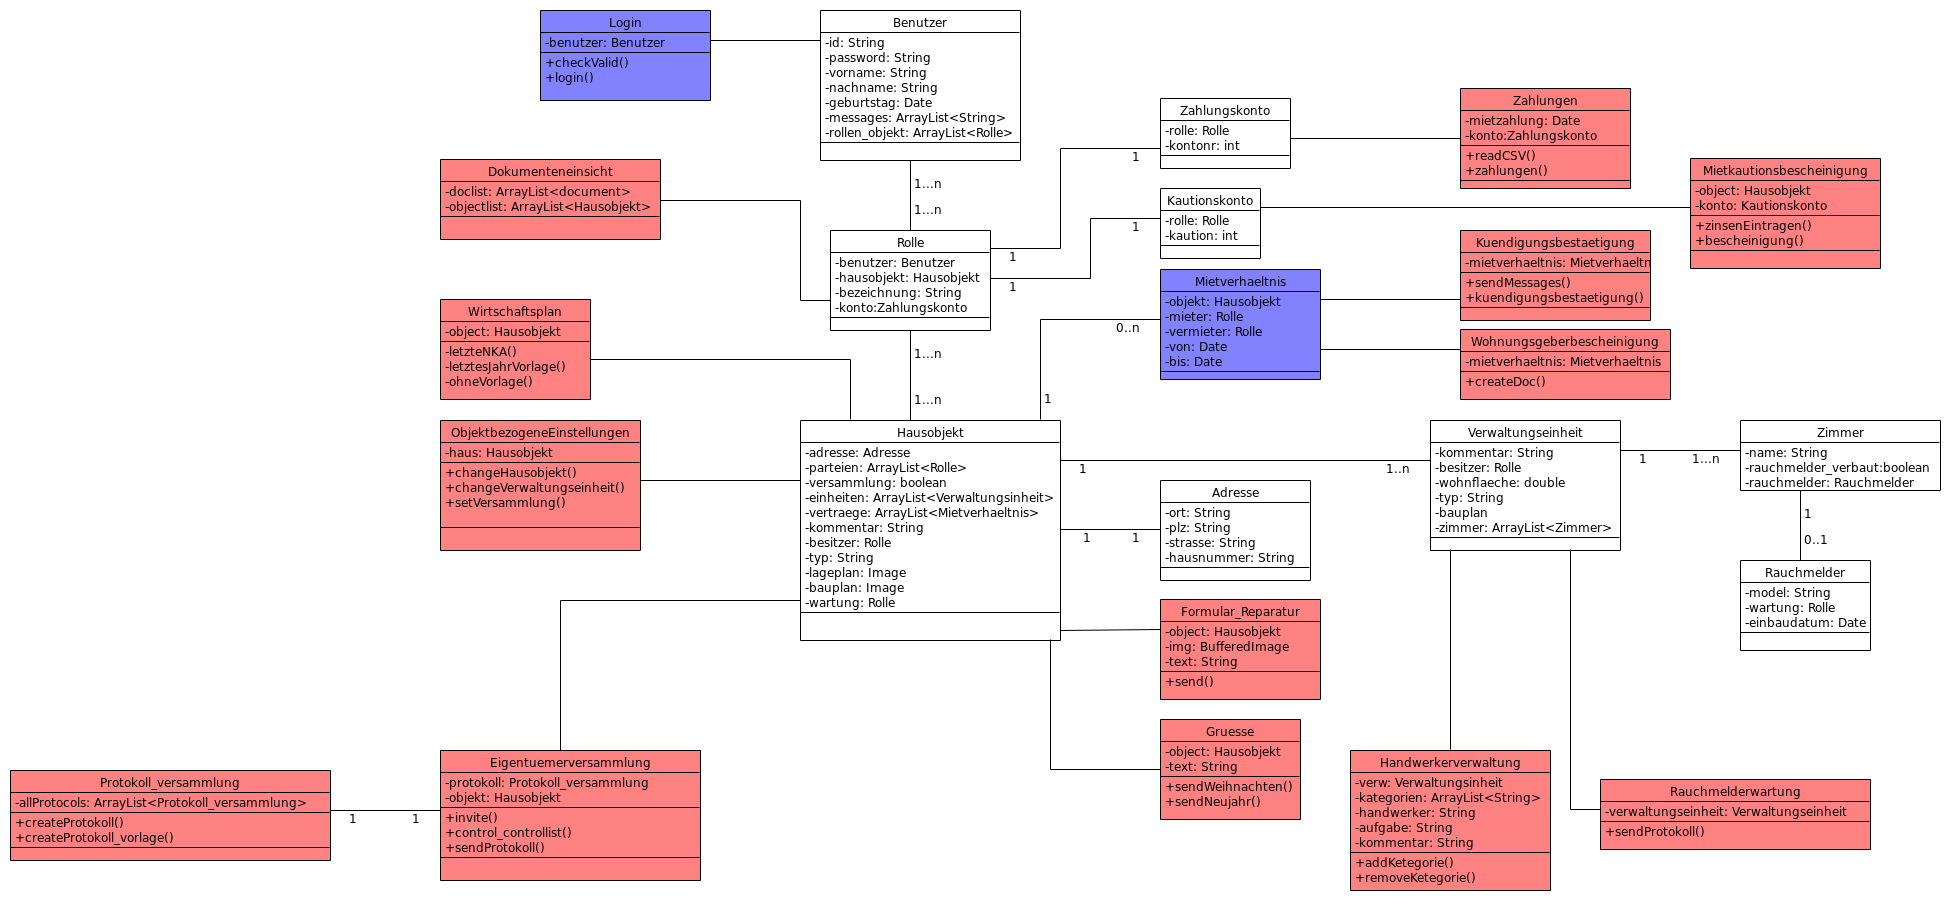 Login
-benutzer: Benutzer
+checkValid()
+login()
Benutzer
-id: String
-password: String
-vorname: String
-nachname: String
-geburtstag: Date
-messages: ArrayList<String>
-rollen_objekt: ArrayList<Rolle>
1...n
1...n
Zahlungskonto
-rolle: Rolle
-kontonr: int
Zahlungen
-mietzahlung: Date
-konto:Zahlungskonto
+readCSV()
+zahlungen()
Mietkautionsbescheinigung
-object: Hausobjekt
-konto: Kautionskonto
+zinsenEintragen()
+bescheinigung()
Dokumenteneinsicht
-doclist: ArrayList<document>
-objectlist: ArrayList<Hausobjekt>
1
Kautionskonto
-rolle: Rolle
-kaution: int
1
Rolle
-benutzer: Benutzer
-hausobjekt: Hausobjekt
-bezeichnung: String
-konto:Zahlungskonto
1
1
1...n
1...n
Kuendigungsbestaetigung
-mietverhaeltnis: Mietverhaeltn
+sendMessages()
+kuendigungsbestaetigung()
Mietverhaeltnis
-objekt: Hausobjekt
-mieter: Rolle
-vermieter: Rolle
-von: Date
-bis: Date
0..n
1
Wohnungsgeberbescheinigung
-mietverhaeltnis: Mietverhaeltnis
+createDoc()
Wirtschaftsplan
-object: Hausobjekt
-letzteNKA()
-letztesJahrVorlage()
-ohneVorlage()
ObjektbezogeneEinstellungen
-haus: Hausobjekt
+changeHausobjekt()
+changeVerwaltungseinheit()
+setVersammlung()
Hausobjekt
-adresse: Adresse
-parteien: ArrayList<Rolle>
-versammlung: boolean
-einheiten: ArrayList<Verwaltungsinheit>
-vertraege: ArrayList<Mietverhaeltnis>
-kommentar: String
-besitzer: Rolle
-typ: String
-lageplan: Image
-bauplan: Image
-wartung: Rolle
1
1..n
Verwaltungseinheit
-kommentar: String
-besitzer: Rolle
-wohnflaeche: double
-typ: String
-bauplan
-zimmer: ArrayList<Zimmer>
1
1...n
Zimmer
-name: String
-rauchmelder_verbaut:boolean
-rauchmelder: Rauchmelder
1
0..1
Adresse
-ort: String
-plz: String
-strasse: String
-hausnummer: String
1
1
Rauchmelder
-model: String
-wartung: Rolle
-einbaudatum: Date
Formular_Reparatur
-object: Hausobjekt
-img: BufferedImage
-text: String
+send()
Gruesse
-object: Hausobjekt
-text: String
+sendWeihnachten()
+sendNeujahr()
Protokoll_versammlung
-allProtocols: ArrayList<Protokoll_versammlung>
+createProtokoll()
+createProtokoll_vorlage()
1
1
Eigentuemerversammlung
-protokoll: Protokoll_versammlung
-objekt: Hausobjekt
+invite()
+control_controllist()
+sendProtokoll()
Handwerkerverwaltung
-verw: Verwaltungsinheit
-kategorien: ArrayList<String>
-handwerker: String
-aufgabe: String
-kommentar: String
+addKetegorie()
+removeKetegorie()
Rauchmelderwartung
-verwaltungseinheit: Verwaltungseinheit
+sendProtokoll()